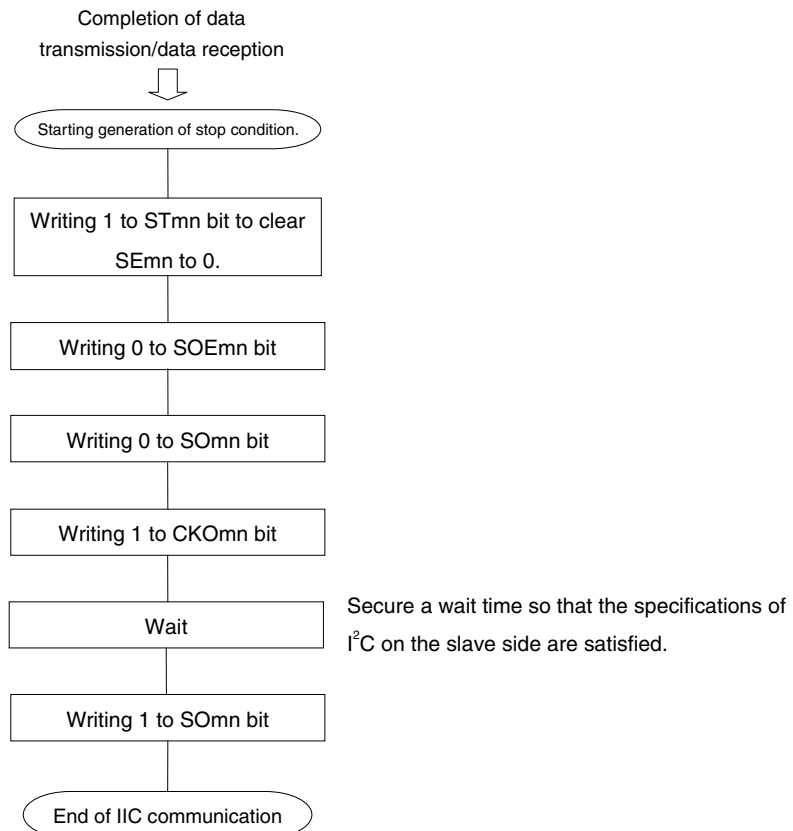 Completion of data
transmission/data reception
Starting generation of stop condition.
Writing 1 to STmn bit to clear
SEmn to 0.
Writing 0 to SOEmn bit
Writing 0 to SOmn bit
Writing 1 to CKOmn bit
Wait
Secure a wait time so that the specifications of
I²C on the slave side are satisfied.
Writing 1 to SOmn bit
End of IIC communication